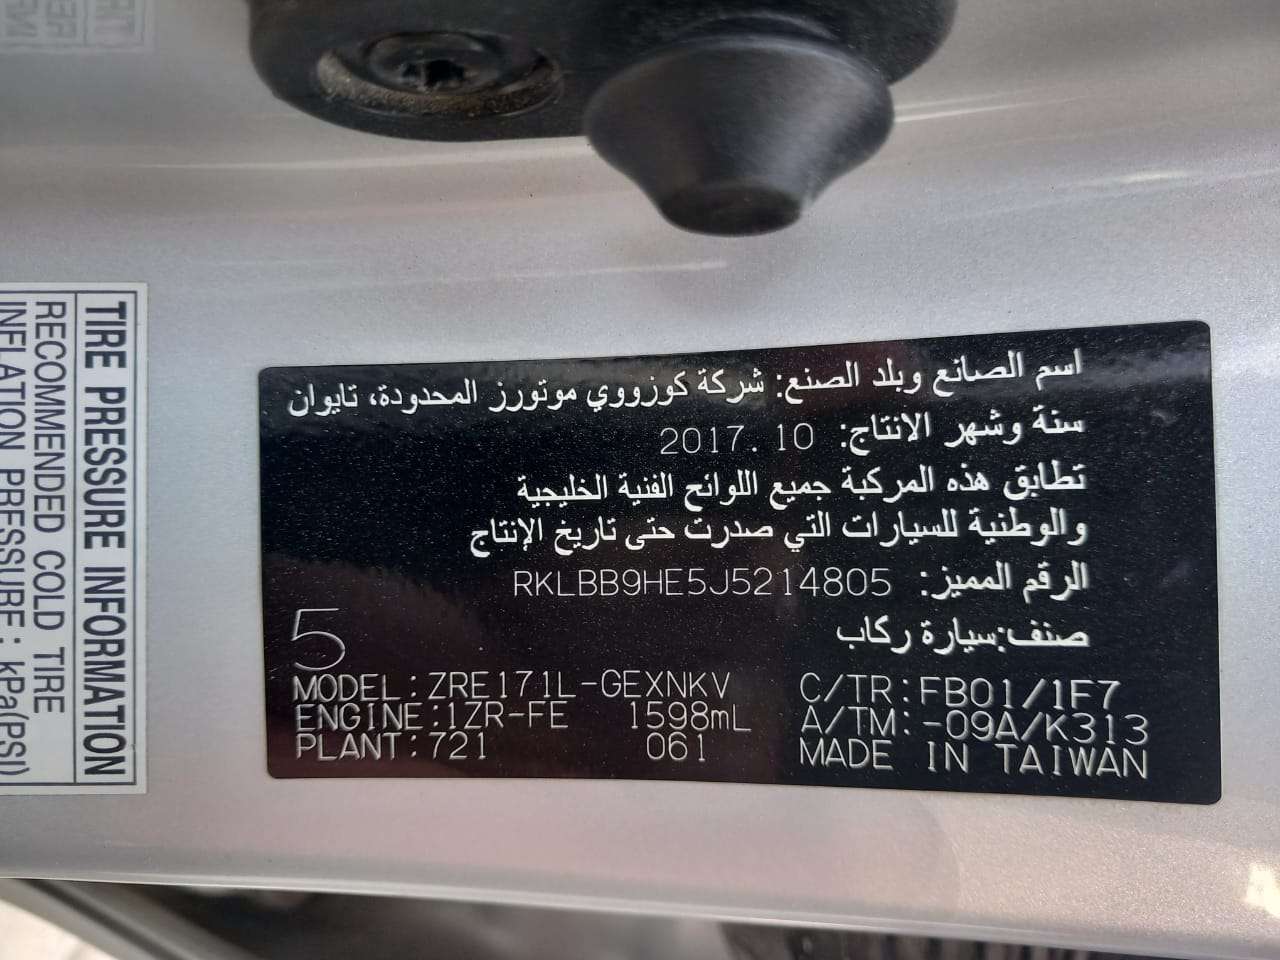 اسم الصانع وبلد الصنع: شركة كوزووي موتورز المحدودة، تايوان
سنة وشهر الانتاج: 2017.10
تطابق هذه المركبة جميع اللوائح الفنية الخليجية
والوطنية للسيارات التي صدرت حتى تاريخ الإنتاج
الرقم المميز: RKLBB9HE5J5214805
صنف:سيارة ركاب
5
MODEL:ZRE171L-GEXNKV C/TR:FB01/1F7
ENGINE:1ZR-FE 1598mL A/TM:-09A/K313
PLANT:721 061 MADE IN TAIWAN
TIRE PRESSURE INFORMATION
RECOMMENDED COLD TIRE
INFLATION PRESSURE : kPa(PSI)